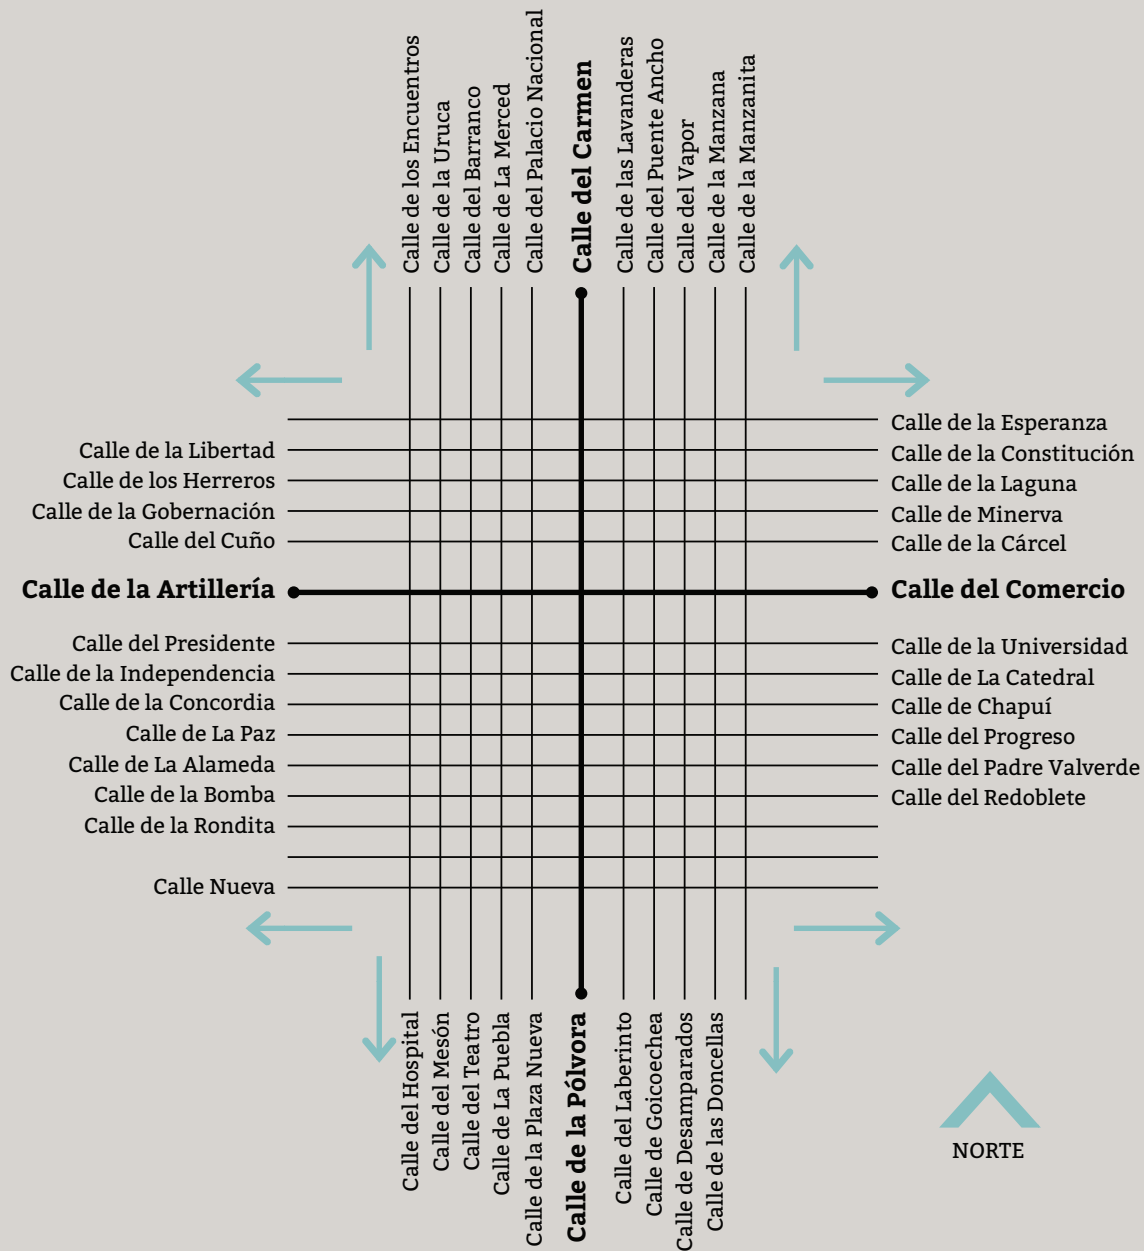 Calle de los Encuentros
Calle de la Uruca
Calle del Barranco
Calle de La Merced
Calle del Palacio Nacional
Calle del Carmen
Calle de las Lavanderas
Calle del Puente Ancho
Calle del Vapor
Calle de la Manzana
Calle de la Manzanita
Calle de la Libertad
Calle de los Herreros
Calle de la Gobernación
Calle del Cuño
Calle de la Artillería
Calle del Presidente
Calle de la Independencia
Calle de la Concordia
Calle de La Paz
Calle de La Alameda
Calle de la Bomba
Calle de la Rondita
Calle Nueva
Calle de la Esperanza
Calle de la Constitución
Calle de la Laguna
Calle de Minerva
Calle de la Cárcel
Calle del Comercio
Calle de la Universidad
Calle de La Catedral
Calle de Chapuí
Calle del Progreso
Calle del Padre Valverde
Calle del Redoblete
Calle del Hospital
Calle del Mesón
Calle del Teatro
Calle de La Puebla
Calle de la Plaza Nueva
Calle de la Pólvora
Calle del Laberinto
Calle de Goicoechea
Calle de Desamparados
Calle de las Doncellas
NORTE